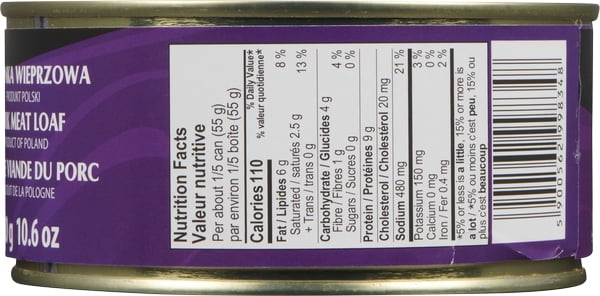 WIEPRZOWA
PRODUKT POLSKI
MEAT LOAF
PRODUCT OF POLAND
VIANDE DU PORC
DE LA POLOGNE
10.6 oz
Nutrition Facts
Valeur nutritive
Per about 1/5 can (55 g)
par environ 1/5 boîte (55 g)
Calories 110
% Daily Value*
% valeur quotidienne*
Fat / Lipides 6 g 8 %
Saturated / saturés 2.5 g
+ Trans / trans 0 g 13 %
Carbohydrate / Glucides 4 g
Fibre / Fibres 1 g 4 %
Sugars / Sucres 0 g 0 %
Protein / Protéines 9 g
Cholesterol / Cholestérol 20 mg
Sodium 480 mg 21 %
Potassium 150 mg 3 %
Calcium 0 mg 0 %
Iron / Fer 0.4 mg 2 %
*5% or less is a little, 15% or more is
a lot / *5% ou moins c'est peu, 15% ou
plus c'est beaucoup
5 905621 998348